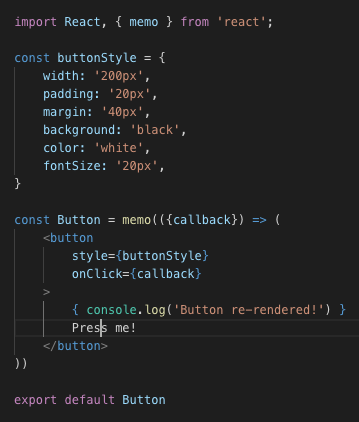 import React, { memo } from 'react';
const buttonStyle = {
width: '200px',
padding: '20px',
margin: '40px',
background: 'black',
color: 'white',
fontSize: '20px',
}
const Button = memo(({callback}) => (
<button
style={buttonStyle}
onClick={callback}
>
{ console.log('Button re-rendered!') }
Press me!
</button>
))
export default Button